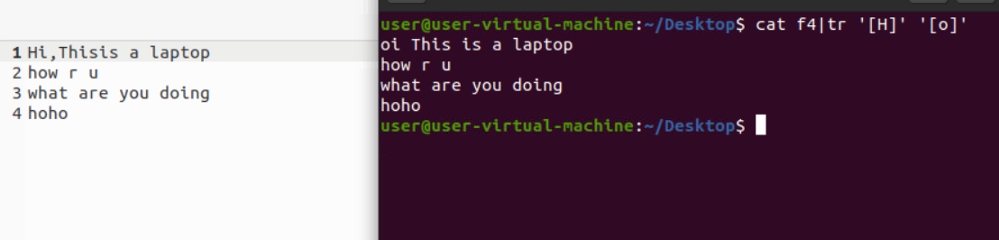 1 Hi,Thisis a laptop
2 how r u
3 what are you doing
4 hoho
user@user-virtual-machine:~/Desktop$ cat f4|tr '[H]' '[o]'
oi This is a laptop
how r u
what are you doing
hoho
user@user-virtual-machine:~/Desktop$